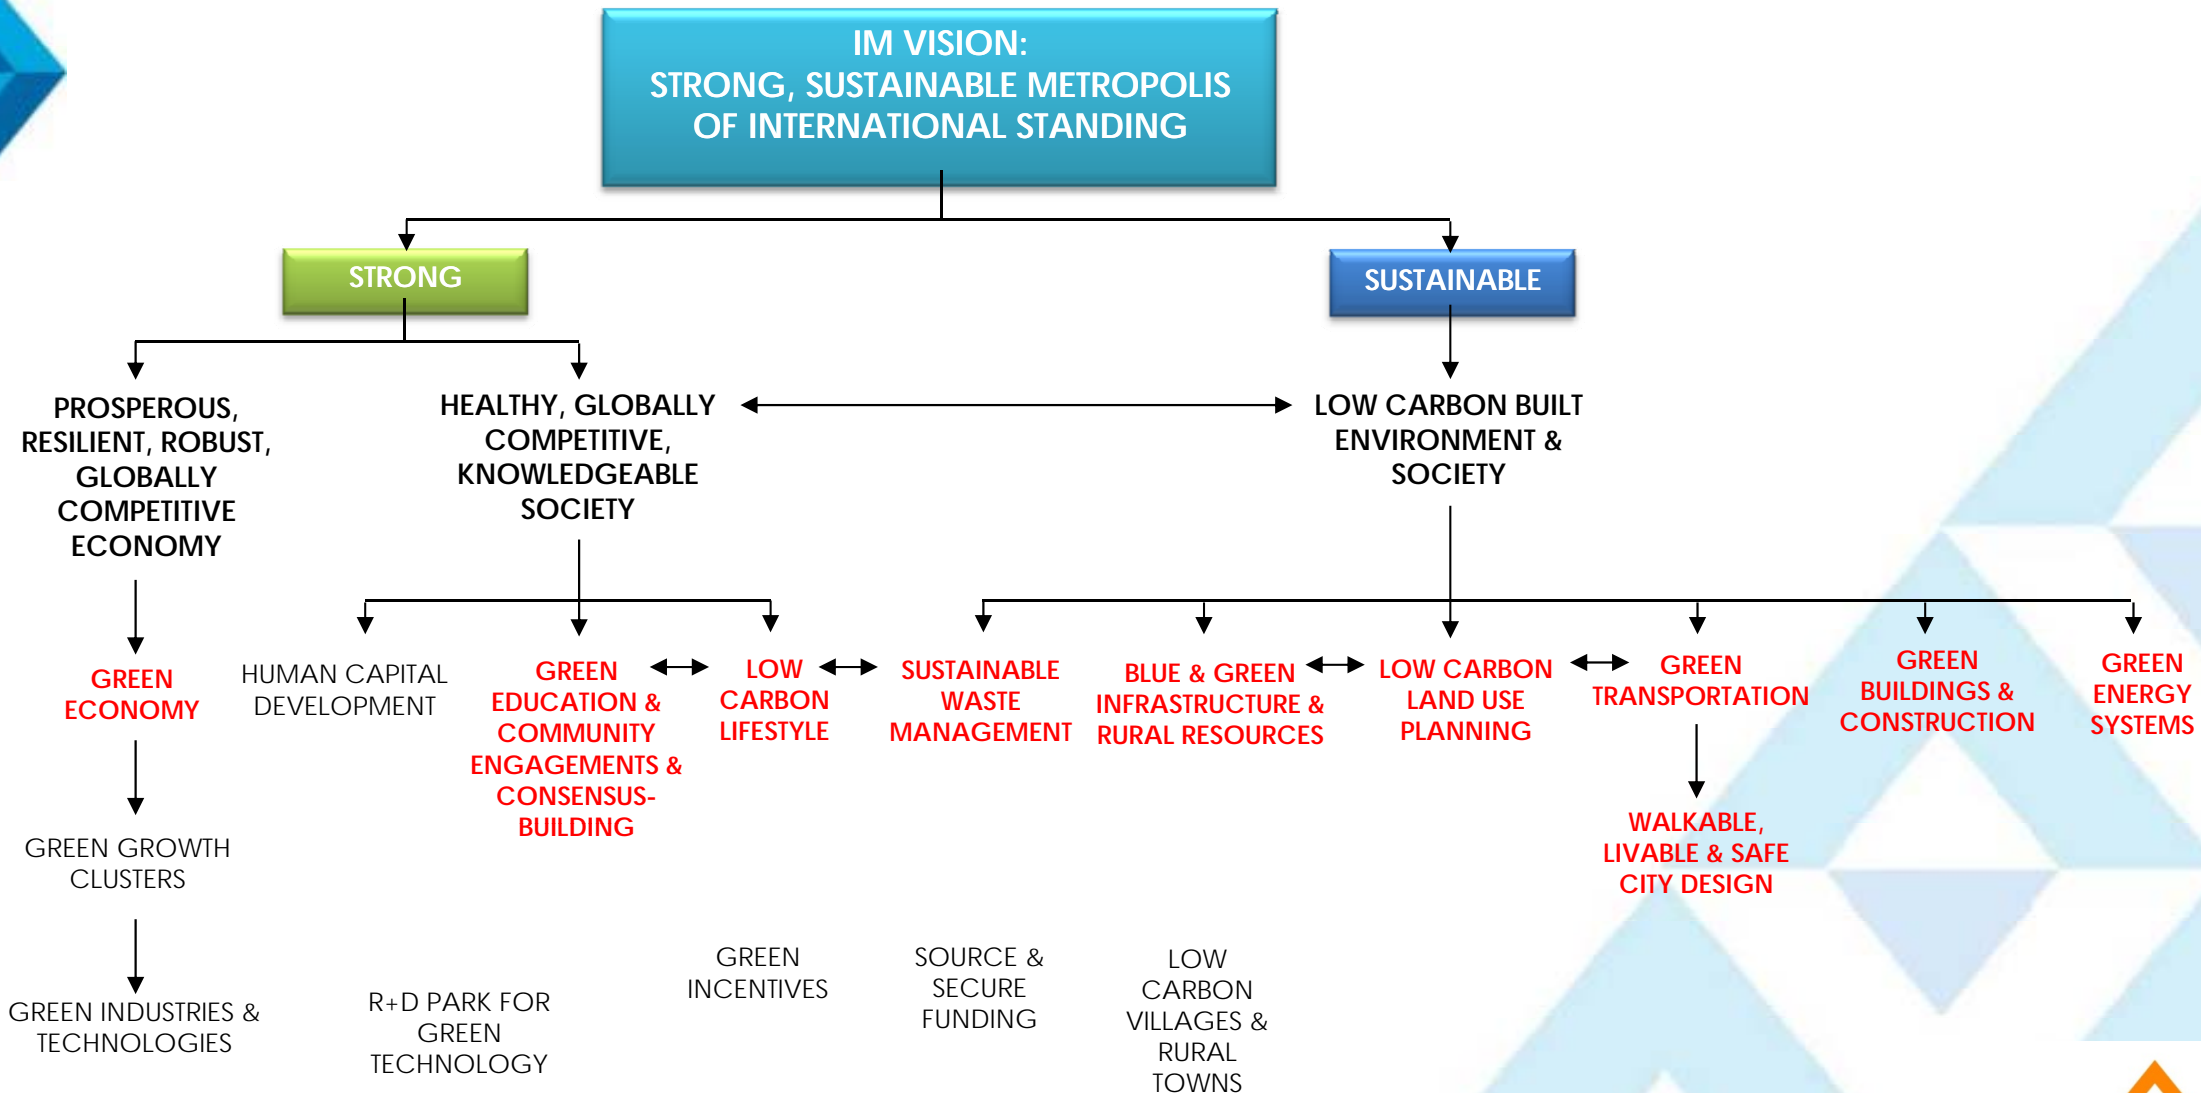 IM VISION:
STRONG, SUSTAINABLE METROPOLIS
OF INTERNATIONAL STANDING
STRONG
SUSTAINABLE
PROSPEROUS,
RESILIENT, ROBUST,
GLOBALLY
COMPETITIVE
ECONOMY
HEALTHY, GLOBALLY
COMPETITIVE,
KNOWLEDGEABLE
SOCIETY
LOW CARBON BUILT
ENVIRONMENT &
SOCIETY
GREEN
ECONOMY
HUMAN CAPITAL
DEVELOPMENT
GREEN
EDUCATION &
COMMUNITY
ENGAGEMENTS &
CONSENSUS-
BUILDING
LOW
CARBON
LIFESTYLE
SUSTAINABLE
WASTE
MANAGEMENT
BLUE & GREEN
INFRASTRUCTURE &
RURAL RESOURCES
LOW CARBON
LAND USE
PLANNING
GREEN
TRANSPORTATION
GREEN
BUILDINGS &
CONSTRUCTION
GREEN
ENERGY
SYSTEMS
WALKABLE,
LIVABLE & SAFE
CITY DESIGN
GREEN GROWTH
CLUSTERS
GREEN INDUSTRIES &
TECHNOLOGIES
R+D PARK FOR
GREEN
TECHNOLOGY
GREEN
INCENTIVES
SOURCE &
SECURE
FUNDING
LOW
CARBON
VILLAGES &
RURAL
TOWNS